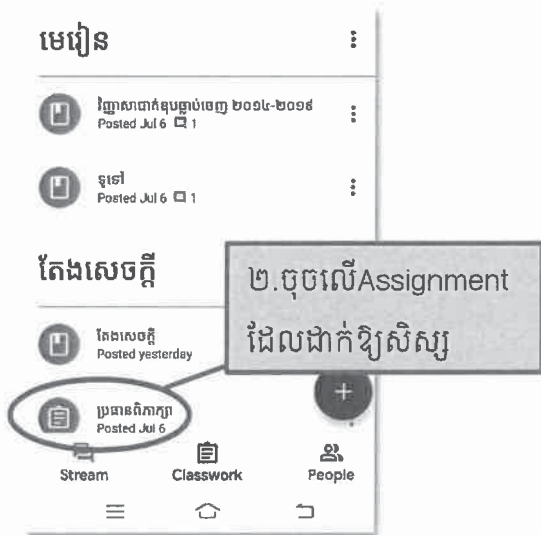 មេរៀន
វិញ្ញាសាបាក់ឌុបធ្លាប់ចេញ ២០១៤-២០១៩
Posted Jul 6 1
ទូទៅ
Posted Jul 6 1
តែងសេចក្តី
២.ចុចលើAssignment
ដែលដាក់ឱ្យសិស្ស
តែងសេចក្តី
Posted yesterday
ប្រធានពិភាក្សា
Posted Jul 6
Stream
Classwork
People